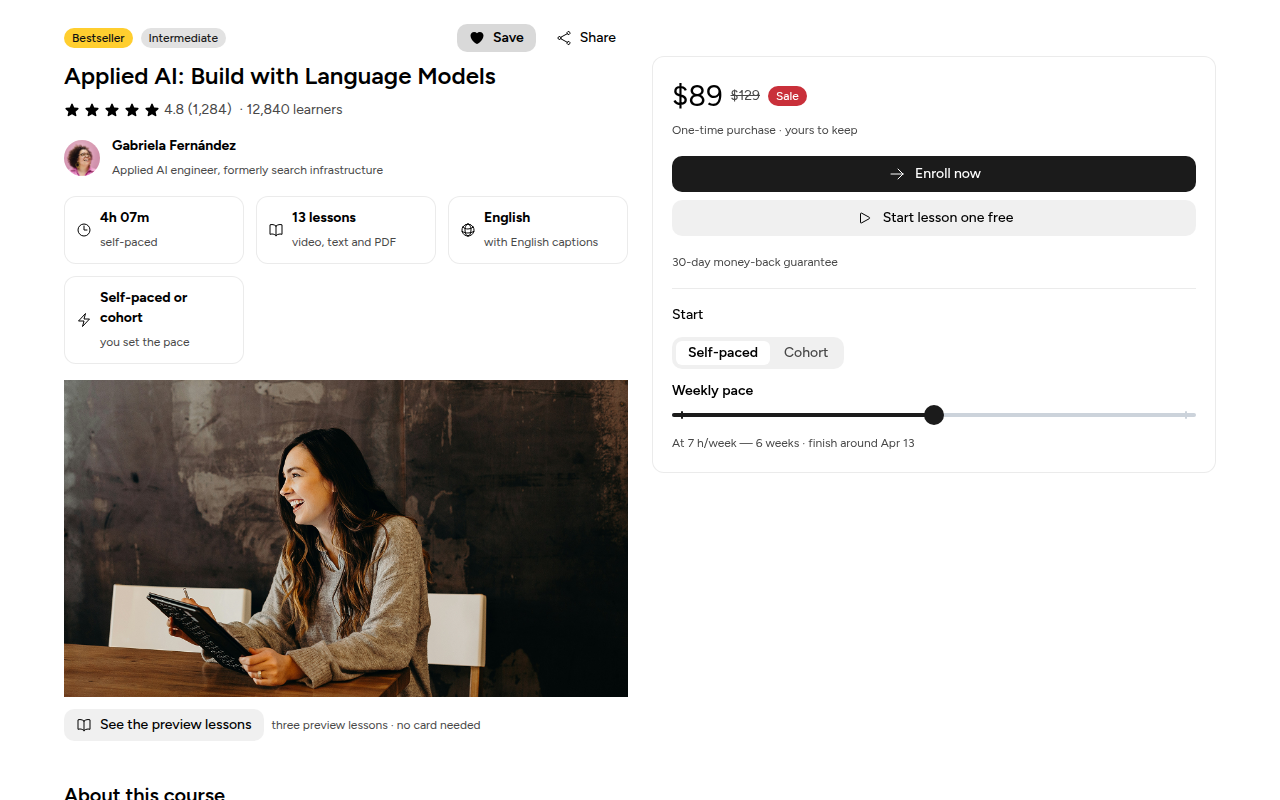 Bestseller
Intermediate
Save
Share
Applied AI: Build with Language Models
4.8 (1,284) · 12,840 learners
Gabriela Fernández
Applied AI engineer, formerly search infrastructure
4h 07m
self-paced
13 lessons
video, text and PDF
English
with English captions
Self-paced or
cohort
you set the pace
See the preview lessons
three preview lessons · no card needed
About this course
$89 $129 Sale
One-time purchase · yours to keep
Enroll now
Start lesson one free
30-day money-back guarantee
Start
Self-paced
Cohort
Weekly pace
At 7 h/week — 6 weeks · finish around Apr 13